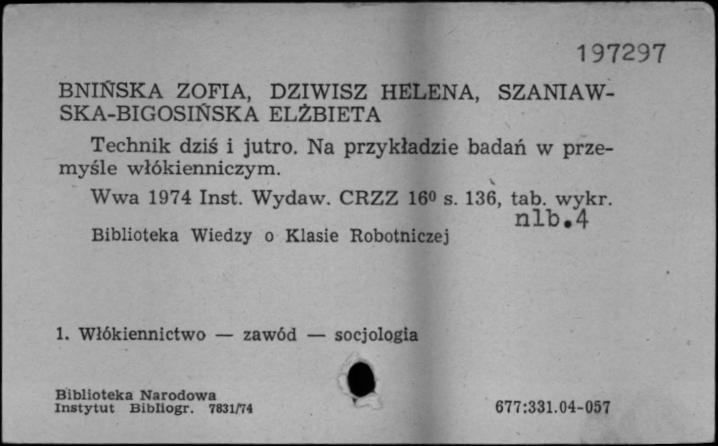 197297
BNIŃSKA ZOFIA, DZIWISZ HELENA, SZANIAW-
SKA-BIGOSIŃSKA ELŻBIETA
Technik dziś i jutro. Na przykładzie badań w prze-
myśle włókienniczym.
Wwa 1974 Inst. Wydaw. CRZZ 16⁰ s. 136, tab. wykr.
nlb.4
Biblioteka Wiedzy o Klasie Robotniczej
1. Włókiennictwo — zawód — socjologia
Biblioteka Narodowa
Instytut Bibliogr. 7831/74
677:331.04-057